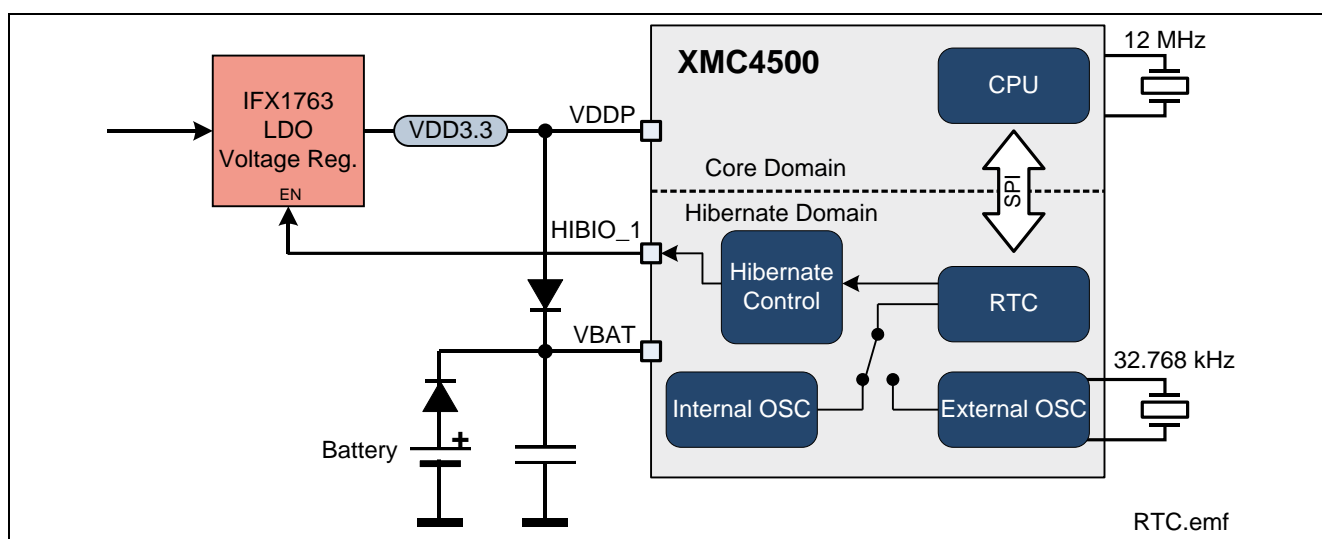 XMC4500
12 MHz
CPU
IFX1763
LDO
Voltage Reg.
EN
VDD3.3
VDDP
Core Domain
SPI
Hibernate Domain
HIBIO_1
Hibernate
Control
RTC
VBAT
32.768 kHz
Internal OSC
External OSC
Battery
+
RTC.emf